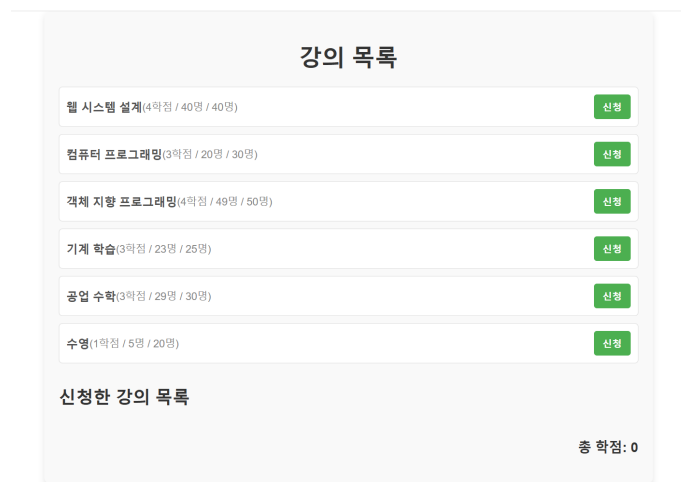 강의 목록
웹 시스템 설계(4학점 / 40명 / 40명) 신청
컴퓨터 프로그래밍(3학점 / 20명 / 30명) 신청
객체 지향 프로그래밍(4학점 / 49명 / 50명) 신청
기계 학습(3학점 / 23명 / 25명) 신청
공업 수학(3학점 / 29명 / 30명) 신청
수영(1학점 / 5명 / 20명) 신청
신청한 강의 목록
총 학점: 0